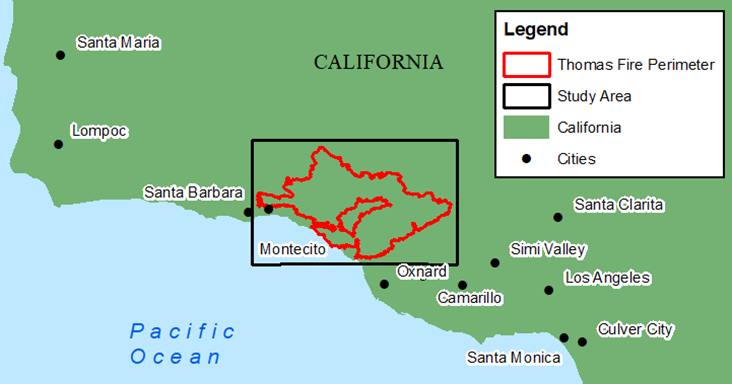 Santa Maria
CALIFORNIA
Lompoc
Santa Barbara
Montecito
Oxnard
Camarillo
Simi Valley
Santa Clarita
Los Angeles
Culver City
Santa Monica
Pacific
Ocean
Legend
Thomas Fire Perimeter
Study Area
California
Cities